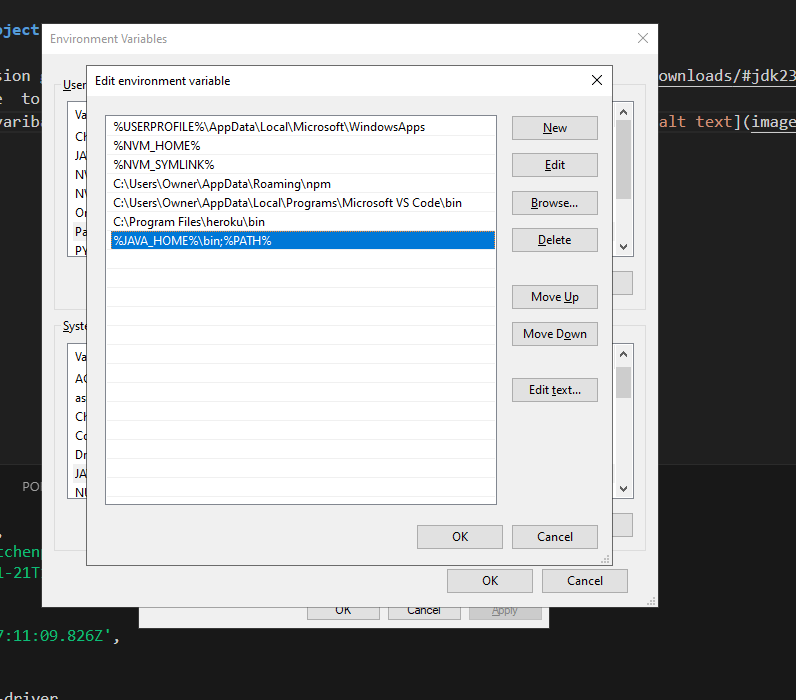 oject
Environment Variables
sion
ownloads/#jdk23
Edit environment variable
User
e to
varib
alt text](image
Va
%USERPROFILE%\AppData\Local\Microsoft\WindowsApps
New
Ch
%NVM_HOME%
JA
%NVM_SYMLINK%
Edit
NV
C:\Users\Owner\AppData\Roaming\npm
NV
C:\Users\Owner\AppData\Local\Programs\Microsoft VS Code\bin
Browse...
On
C:\Program Files\heroku\bin
Pa
%JAVA_HOME%\bin;%PATH%
Delete
PY
Move Up
Syste
Move Down
Va
AC
Edit text...
as
Ch
Co
Dr
JA
NU
PO
OK
Cancel
,
tchen
1-21T
OK
Cancel
OK
Cancel
Apply
7:11:09.826Z',
-driver